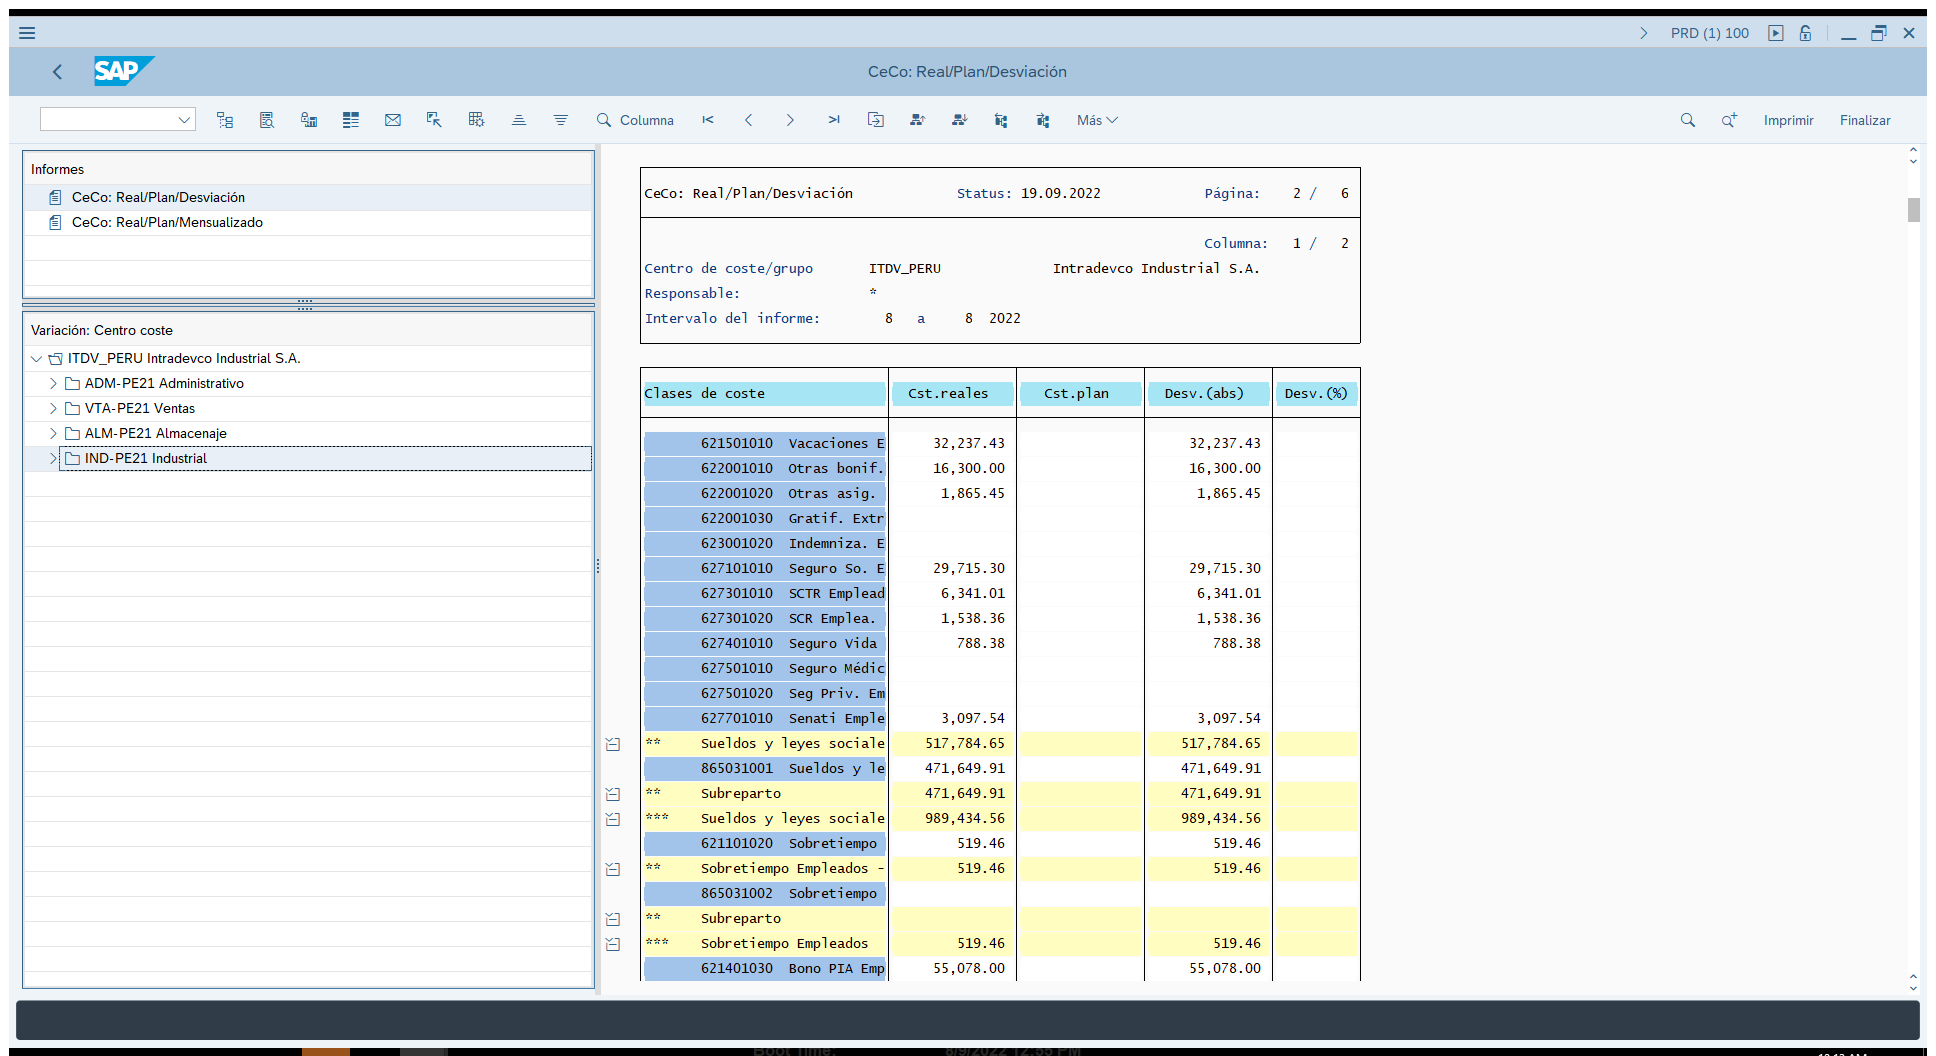 PRD (1) 100
SAP
CeCo: Real/Plan/Desviación
Columna
Más
Imprimir
Finalizar
Informes
CeCo: Real/Plan/Desviación
CeCo: Real/Plan/Mensualizado
Variación: Centro coste
ITDV_PERU Intradevco Industrial S.A.
ADM-PE21 Administrativo
VTA-PE21 Ventas
ALM-PE21 Almacenaje
IND-PE21 Industrial
CeCo: Real/Plan/Desviación Status: 19.09.2022 Página: 2 / 6
Columna: 1 / 2
Centro de coste/grupo ITDV_PERU Intradevco Industrial S.A.
Responsable: *
Intervalo del informe: 8 a 8 2022
Clases de coste Cst.reales Cst.plan Desv.(abs) Desv.(%)
621501010 Vacaciones E 32,237.43 32,237.43
622001010 Otras bonif. 16,300.00 16,300.00
622001020 Otras asig. 1,865.45 1,865.45
622001030 Gratif. Extr
623001020 Indemniza. E
627101010 Seguro So. E 29,715.30 29,715.30
627301010 SCTR Emplead 6,341.01 6,341.01
627301020 SCR Emplea. 1,538.36 1,538.36
627401010 Seguro Vida 788.38 788.38
627501010 Seguro Médic
627501020 Seg Priv. Em
627701010 Senati Emple 3,097.54 3,097.54
** Sueldos y leyes sociale 517,784.65 517,784.65
865031001 Sueldos y le 471,649.91 471,649.91
** Subreparto 471,649.91 471,649.91
*** Sueldos y leyes sociale 989,434.56 989,434.56
621101020 Sobretiempo 519.46 519.46
** Sobretiempo Empleados - 519.46 519.46
865031002 Sobretiempo
** Subreparto
*** Sobretiempo Empleados 519.46 519.46
621401030 Bono PIA Emp 55,078.00 55,078.00
Boot Time: 8/9/2022 12:55 PM